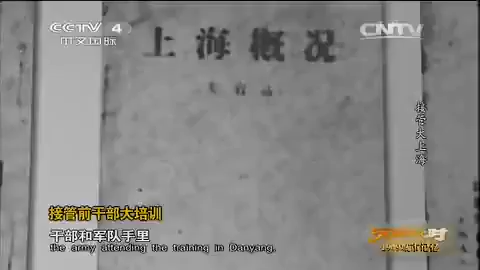 CCTV 4
中文国际
CNTV
上海概况
接管大上海
接管前干部大培训
干部和军队手里
the army attending the training in Danyang,